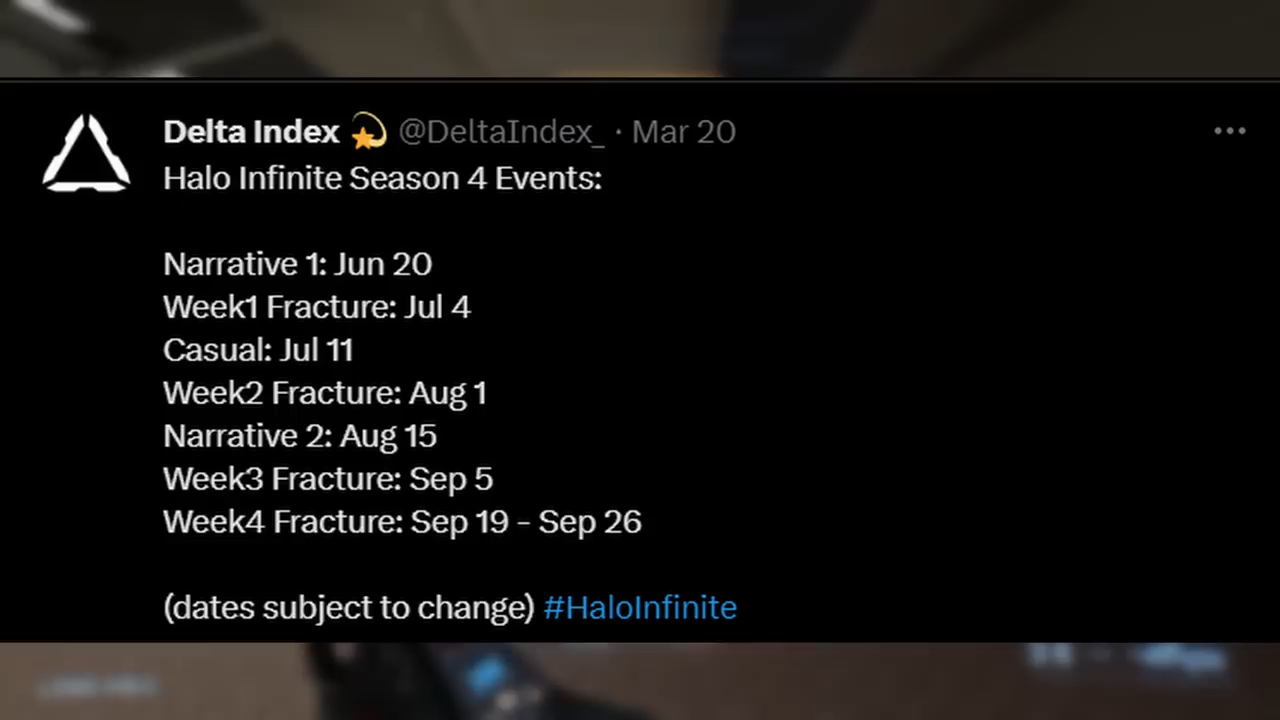 Delta Index 💫 @DeltaIndex_ · Mar 20
Halo Infinite Season 4 Events:
Narrative 1: Jun 20
Week1 Fracture: Jul 4
Casual: Jul 11
Week2 Fracture: Aug 1
Narrative 2: Aug 15
Week3 Fracture: Sep 5
Week4 Fracture: Sep 19 - Sep 26
(dates subject to change) #HaloInfinite